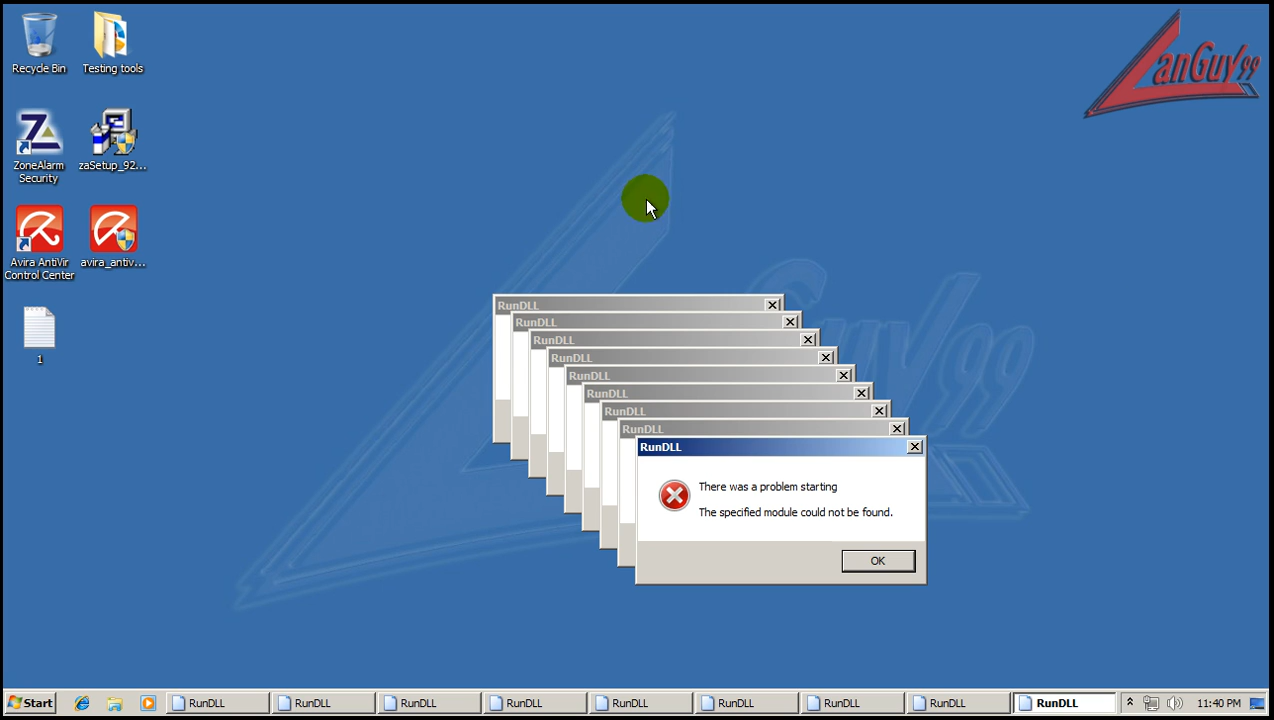 Recycle Bin
Testing tools
ZoneAlarm
Security
zaSetup_92...
Avira AntiVir
Control Center
avira_antiv...
1
anGuy99
Guy99
RunDLL
RunDLL
RunDLL
RunDLL
RunDLL
RunDLL
RunDLL
RunDLL
RunDLL
There was a problem starting
The specified module could not be found.
OK
Start
RunDLL
RunDLL
RunDLL
RunDLL
RunDLL
RunDLL
RunDLL
RunDLL
RunDLL
11:40 PM